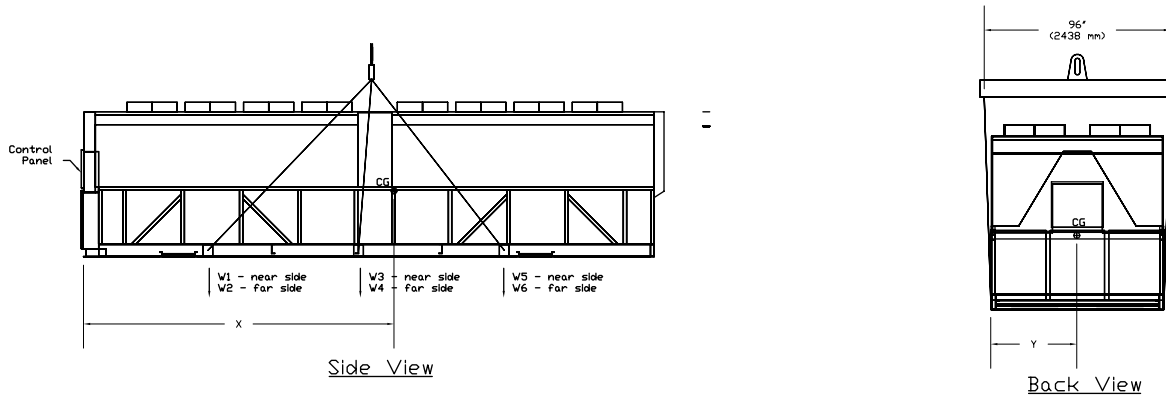 96"
(2438 mm)
Control
Panel
CG
CG
W1 - near side
W2 - far side
W3 - near side
W4 - far side
W5 - near side
W6 - far side
X
Y
Side View
Back View